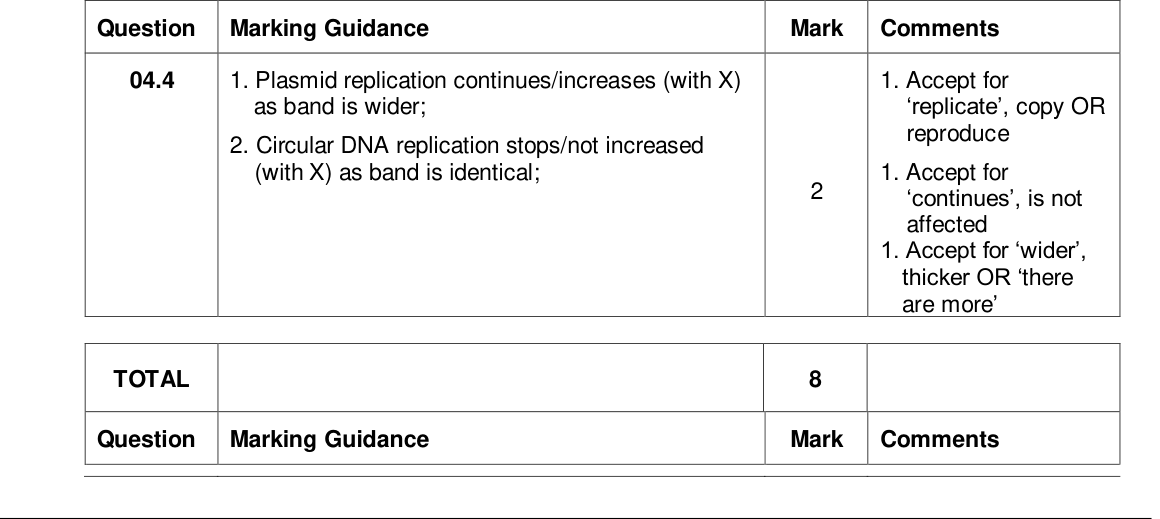 Question Marking Guidance Mark Comments
04.4 1. Plasmid replication continues/increases (with X) 1. Accept for
as band is wider; ‘replicate’, copy OR
reproduce
2. Circular DNA replication stops/not increased
(with X) as band is identical; 1. Accept for
‘continues’, is not
affected
2
1. Accept for ‘wider’,
thicker OR ‘there
are more’
TOTAL 8
Question Marking Guidance Mark Comments